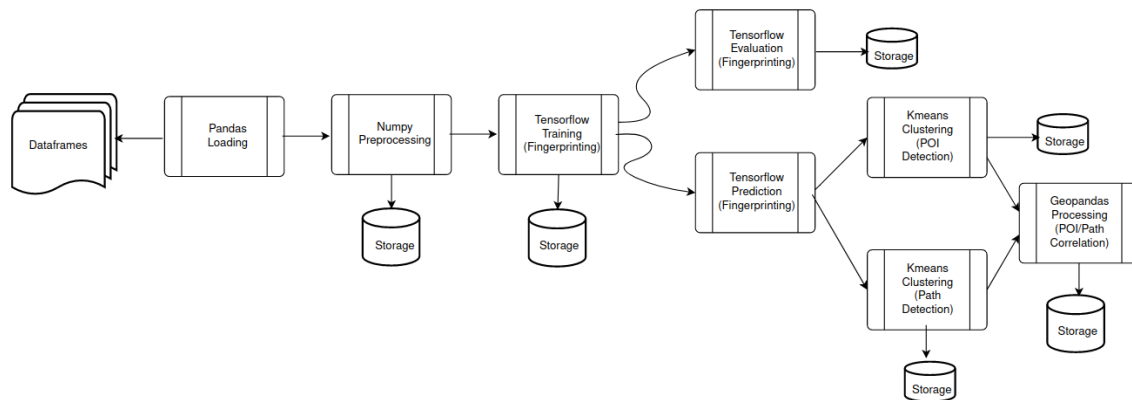 Dataframes
Pandas
Loading
Numpy
Preprocessing
Storage
Tensorflow
Training
(Fingerprinting)
Storage
Tensorflow
Evaluation
(Fingerprinting)
Storage
Tensorflow
Prediction
(Fingerprinting)
Kmeans
Clustering
(POI
Detection)
Storage
Kmeans
Clustering
(Path
Detection)
Storage
Geopandas
Processing
(POI/Path
Correlation)
Storage